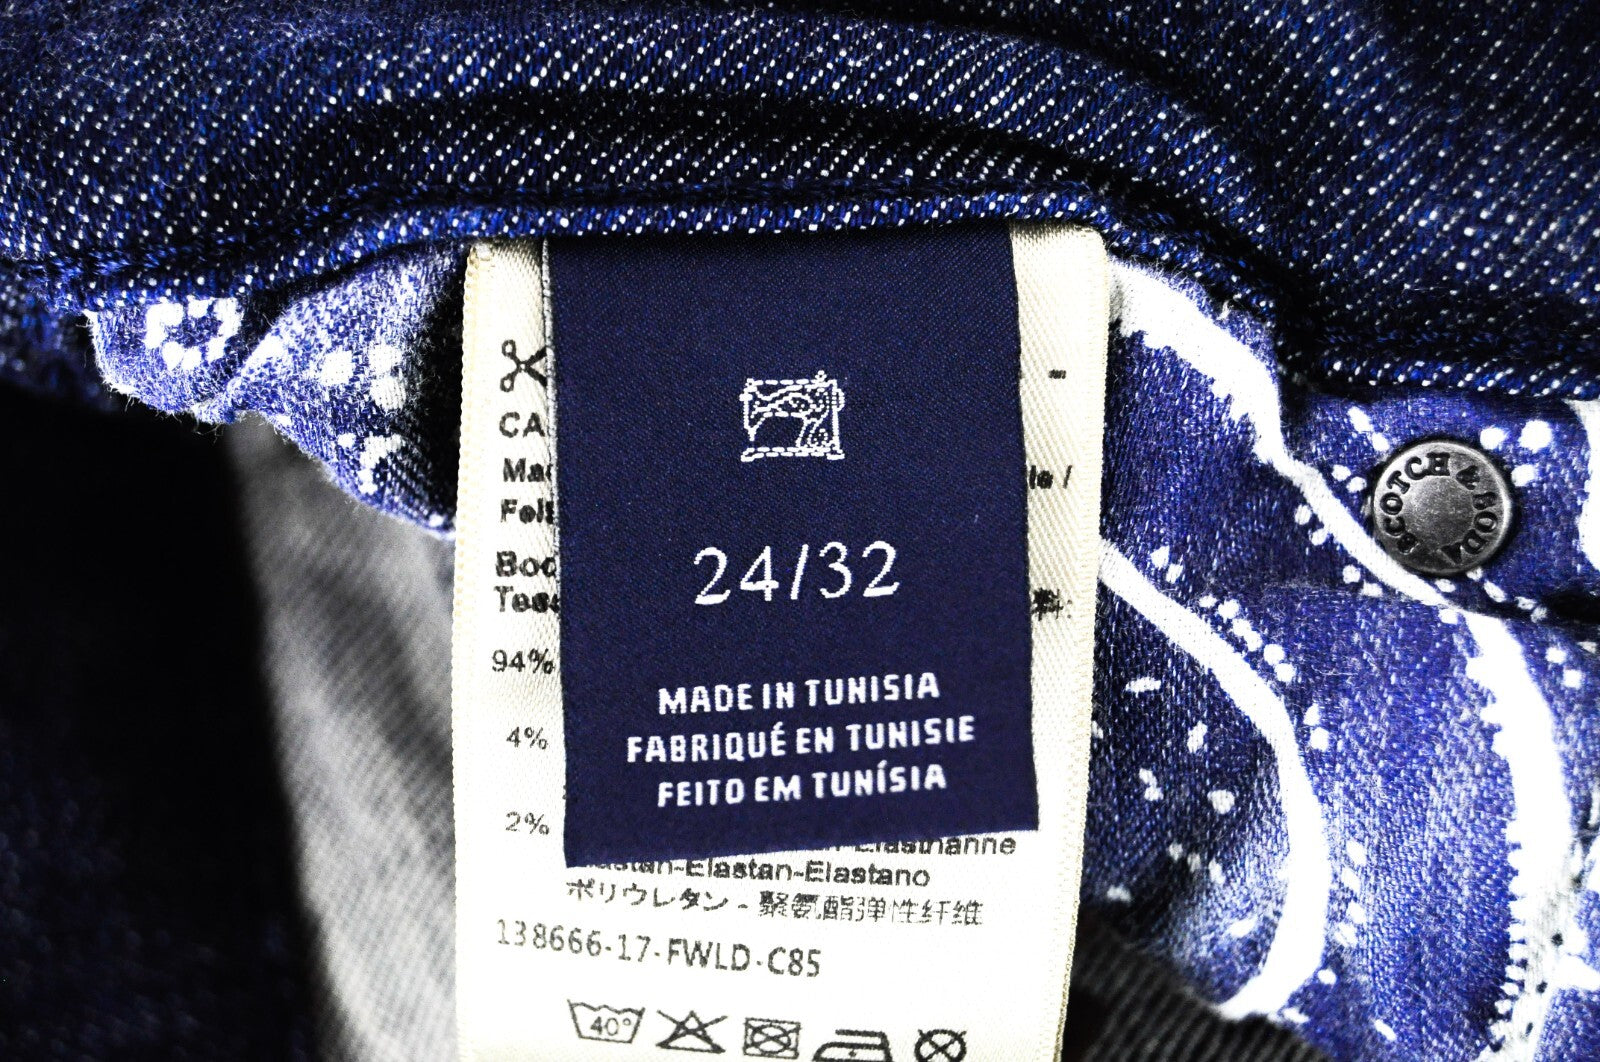 24/32
MADE IN TUNISIA
FABRIQUÉ EN TUNISIE
FEITO EM TUNÍSIA
SCOTCH & SODA
CA
94%
4%
2%
-Elastan-Elastano
ポリウレタン - 聚氨酯弹性纤维
138666-17-FWLD-C85
40°